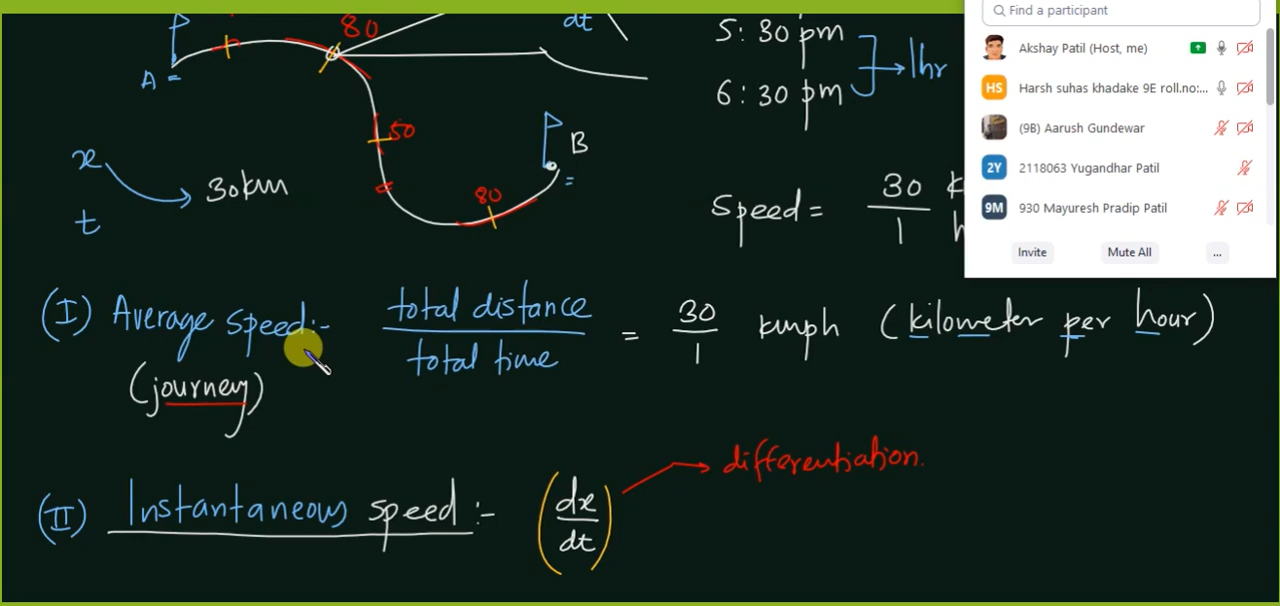 80
dt
A =
50
80
B
=
x
t
30km
5:30 pm
6:30 pm
1hr
Speed = 30
1
(I) Average speed:-
(journey)
total distance
total time
= 30
1
kmph (kilometer per hour)
(II) Instantaneous speed :- (dx
dt)
differentiation.
Find a participant
Akshay Patil (Host, me)
HS Harsh suhas khadake 9E roll.no:...
(9B) Aarush Gundewar
2Y 2118063 Yugandhar Patil
9M 930 Mayuresh Pradip Patil
Invite Mute All ...